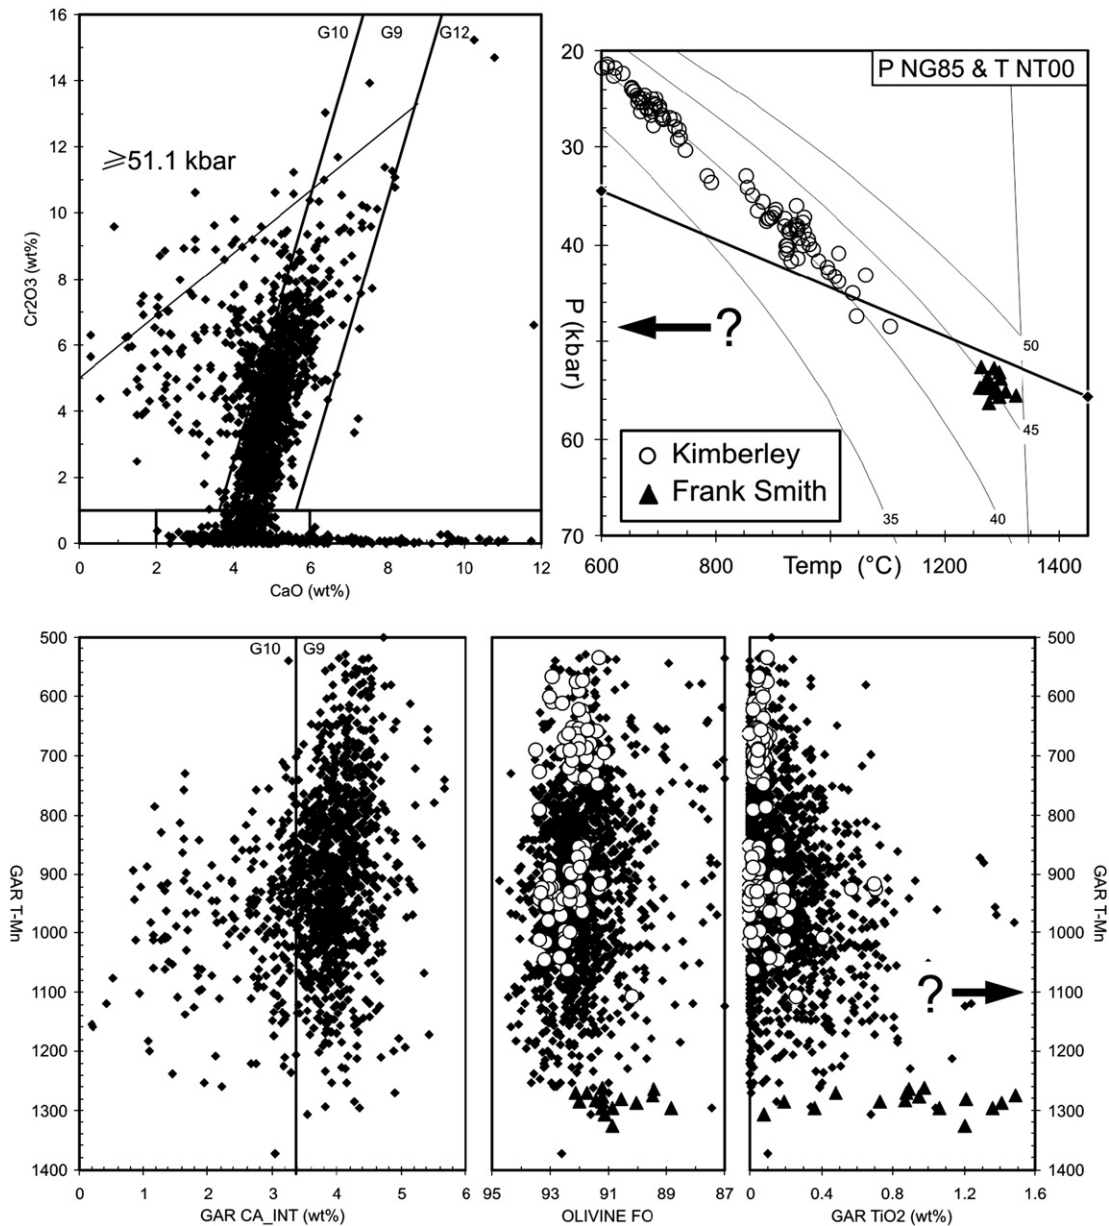 16
14
12
10
8
6
4
2
0
Cr2O3 (wt%)
G10 G9 G12
⩾51.1 kbar
0 2 4 6 8 10 12
CaO (wt%)
P NG85 & T NT00
20
30
40
60
70
P (kbar)
?
50
45
40
35
Kimberley
Frank Smith
600 800 1200 1400
Temp (°C)
500
600
700
800
900
1000
1100
1200
1300
1400
GAR T-Mn
G10 G9
0 1 2 3 4 5 6
GAR CA_INT (wt%)
95 93 91 89 87
OLIVINE FO
?
0 0.4 0.8 1.2 1.6
GAR TiO2 (wt%)
500
600
700
800
900
1000
1100
1200
1300
1400
GAR T-Mn